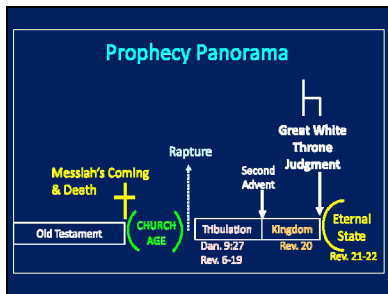 Prophecy Panorama
Great White
Throne
Judgment
Rapture
Messiah's Coming
& Death
Second
Advent
Old Testament
CHURCH
AGE
Tribulation
Kingdom
Eternal
State
Dan. 9:27
Rev. 6-19
Rev. 20
Rev. 21-22